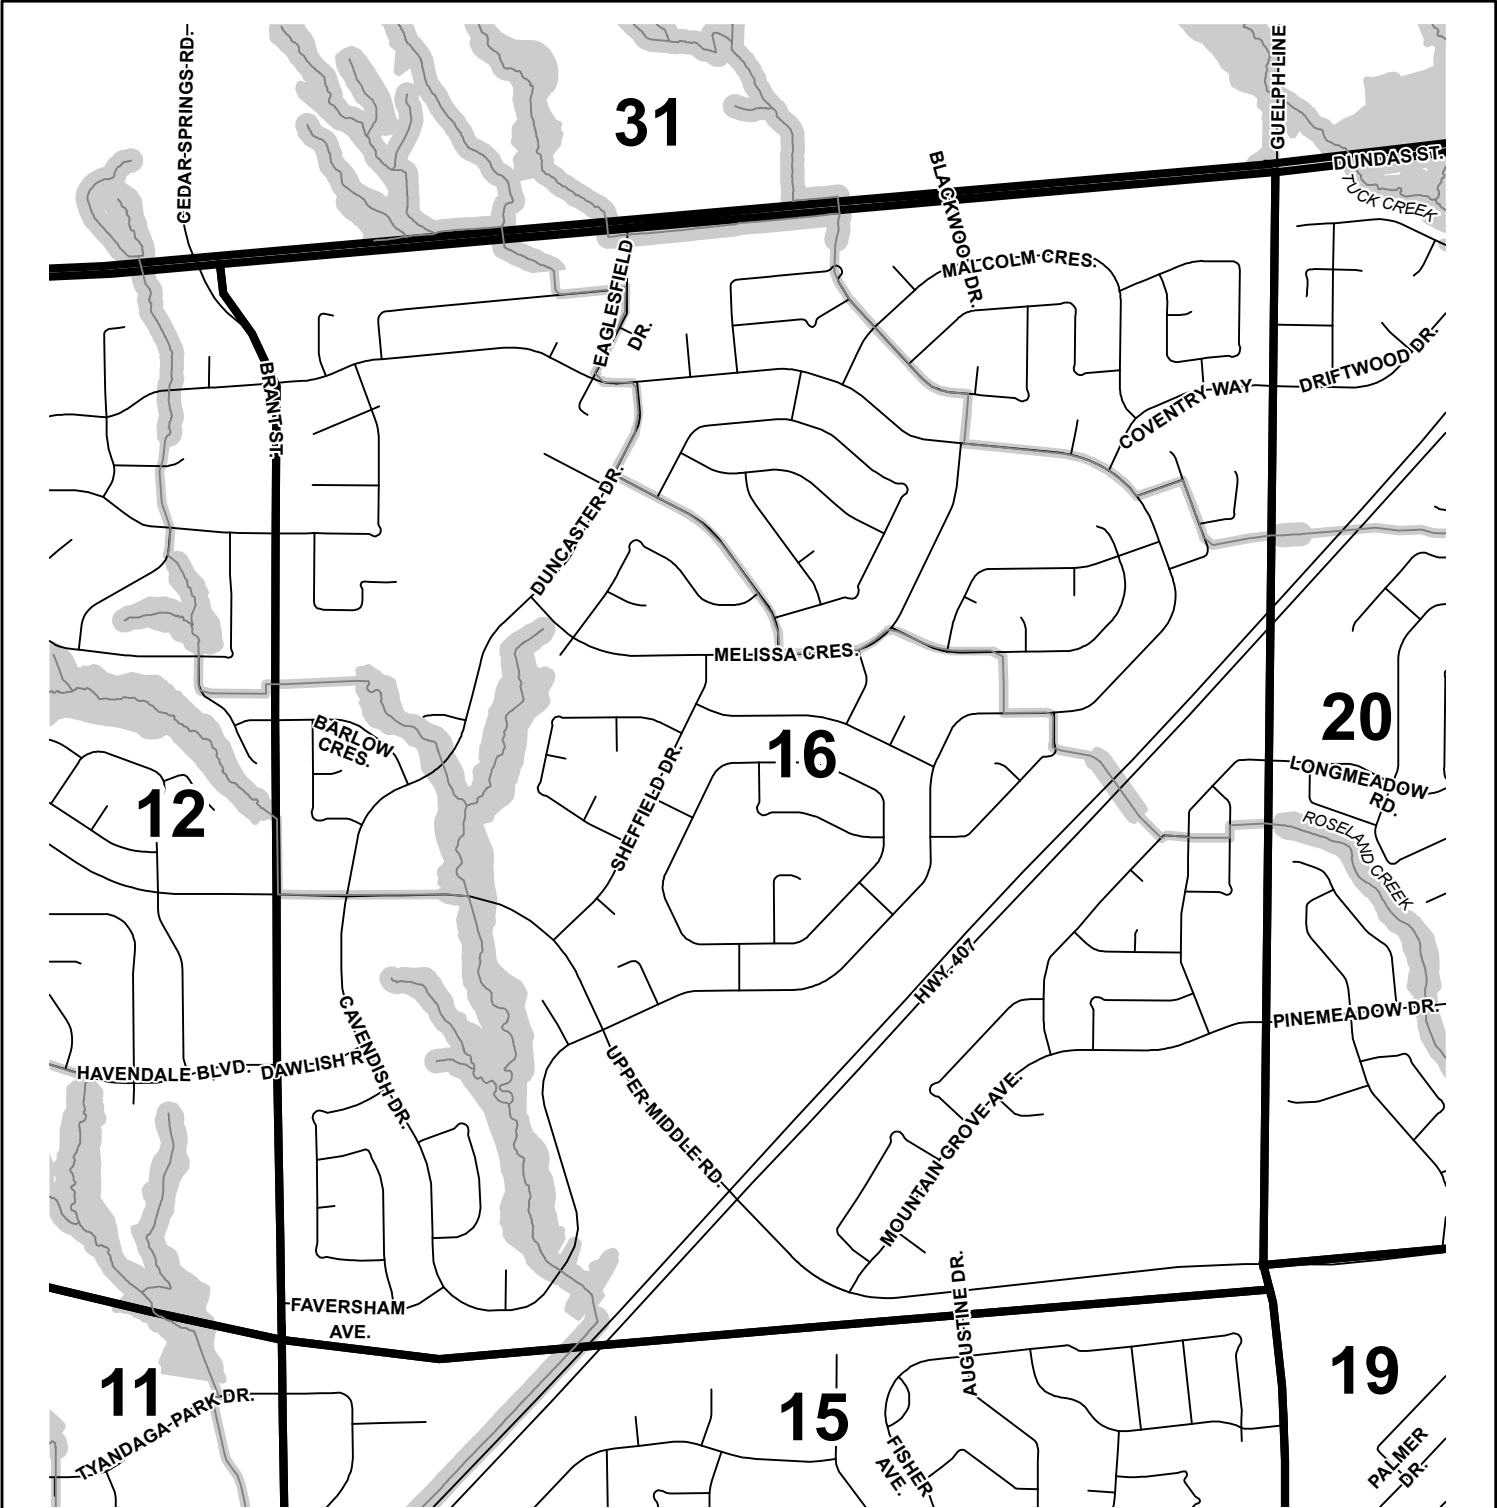 CEDAR SPRINGS RD.
31
GUELPH LINE
DUNDAS ST.
TUCK CREEK
BLACKWOOD DR.
MALCOLM CRES.
EAGLESFIELD
DR.
BRANT ST.
DRIFTWOOD DR.
COVENTRY WAY
DUNCASTER DR.
MELISSA CRES.
BARLOW
CRES.
16
20
SHEFFIELD DR.
LONGMEADOW
RD.
12
ROSELAND CREEK
HWY. 407
PINEMEADOW DR.
CAVENDISH DR.
HAVENDALE BLVD.
DAWLISH R
UPPER MIDDLE RD.
MOUNTAIN GROVE AVE.
AUGUSTINE DR.
FAVERSHAM
AVE.
11
TYANDAGA PARK DR.
15
19
FISHER
AVE.
PALMER
DR.